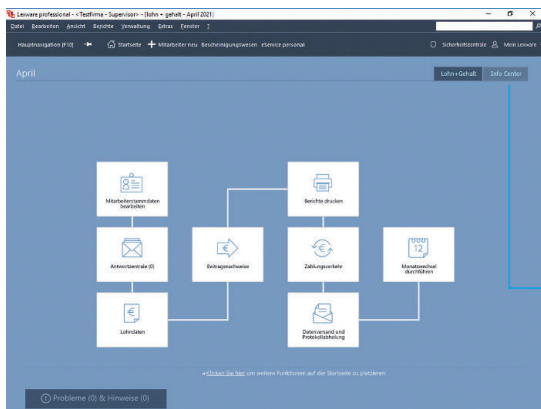 Lexware professional - <Testfirma - Supervisor> - [lohn + gehalt - April 2021]
Datei Bearbeiten Ansicht Berichte Verwaltung Extras Fenster ?
Hauptnavigation [F10] Startseite Mitarbeiter neu Bescheinigungswesen eService personal Sicherheitszentrale Mein Lexware
April Lohn+Gehalt Info Center
Mitarbeiterstammdaten
bearbeiten
Berichte drucken
12
Antwortzentrale (0) Beitragsnachweise Zahlungsverkehr Monatswechsel
durchführen
Lohndaten Datenversand und
Protokollabholung
Klicken Sie hier um weitere Funktionen auf der Startseite zu platzieren.
Probleme (0) & Hinweise (0)